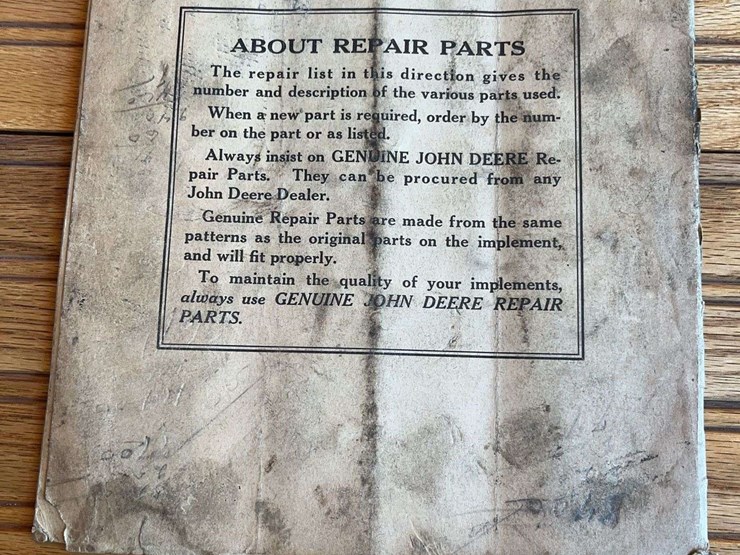 ABOUT REPAIR PARTS
The repair list in this direction gives the
number and description of the various parts used.
When a new part is required, order by the num-
ber on the part or as listed.
Always insist on GENUINE JOHN DEERE Re-
pair Parts. They can be procured from any
John Deere Dealer.
Genuine Repair Parts are made from the same
patterns as the original parts on the implement,
and will fit properly.
To maintain the quality of your implements,
always use GENUINE JOHN DEERE REPAIR
PARTS.